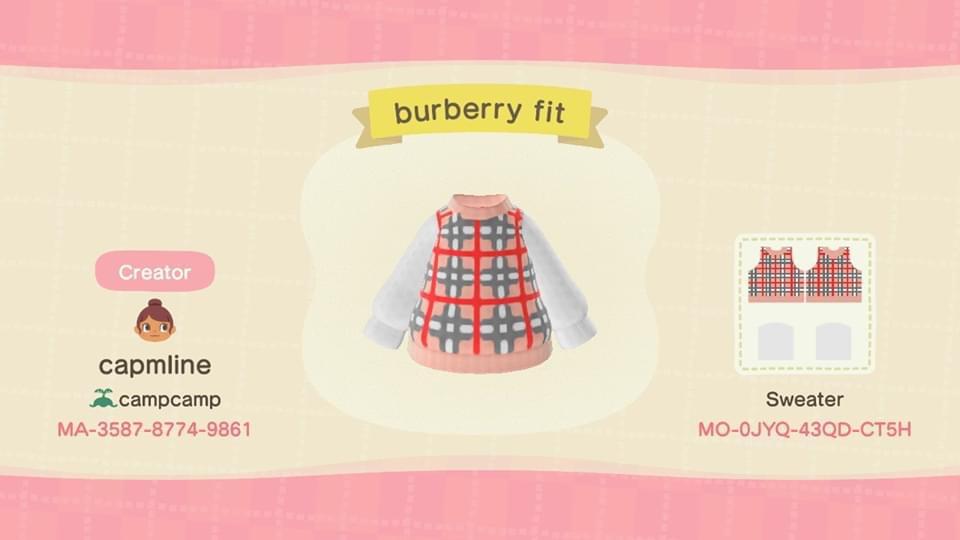 burberry fit
Creator
capmline
campcamp
MA-3587-8774-9861
Sweater
MO-0JYQ-43QD-CT5H